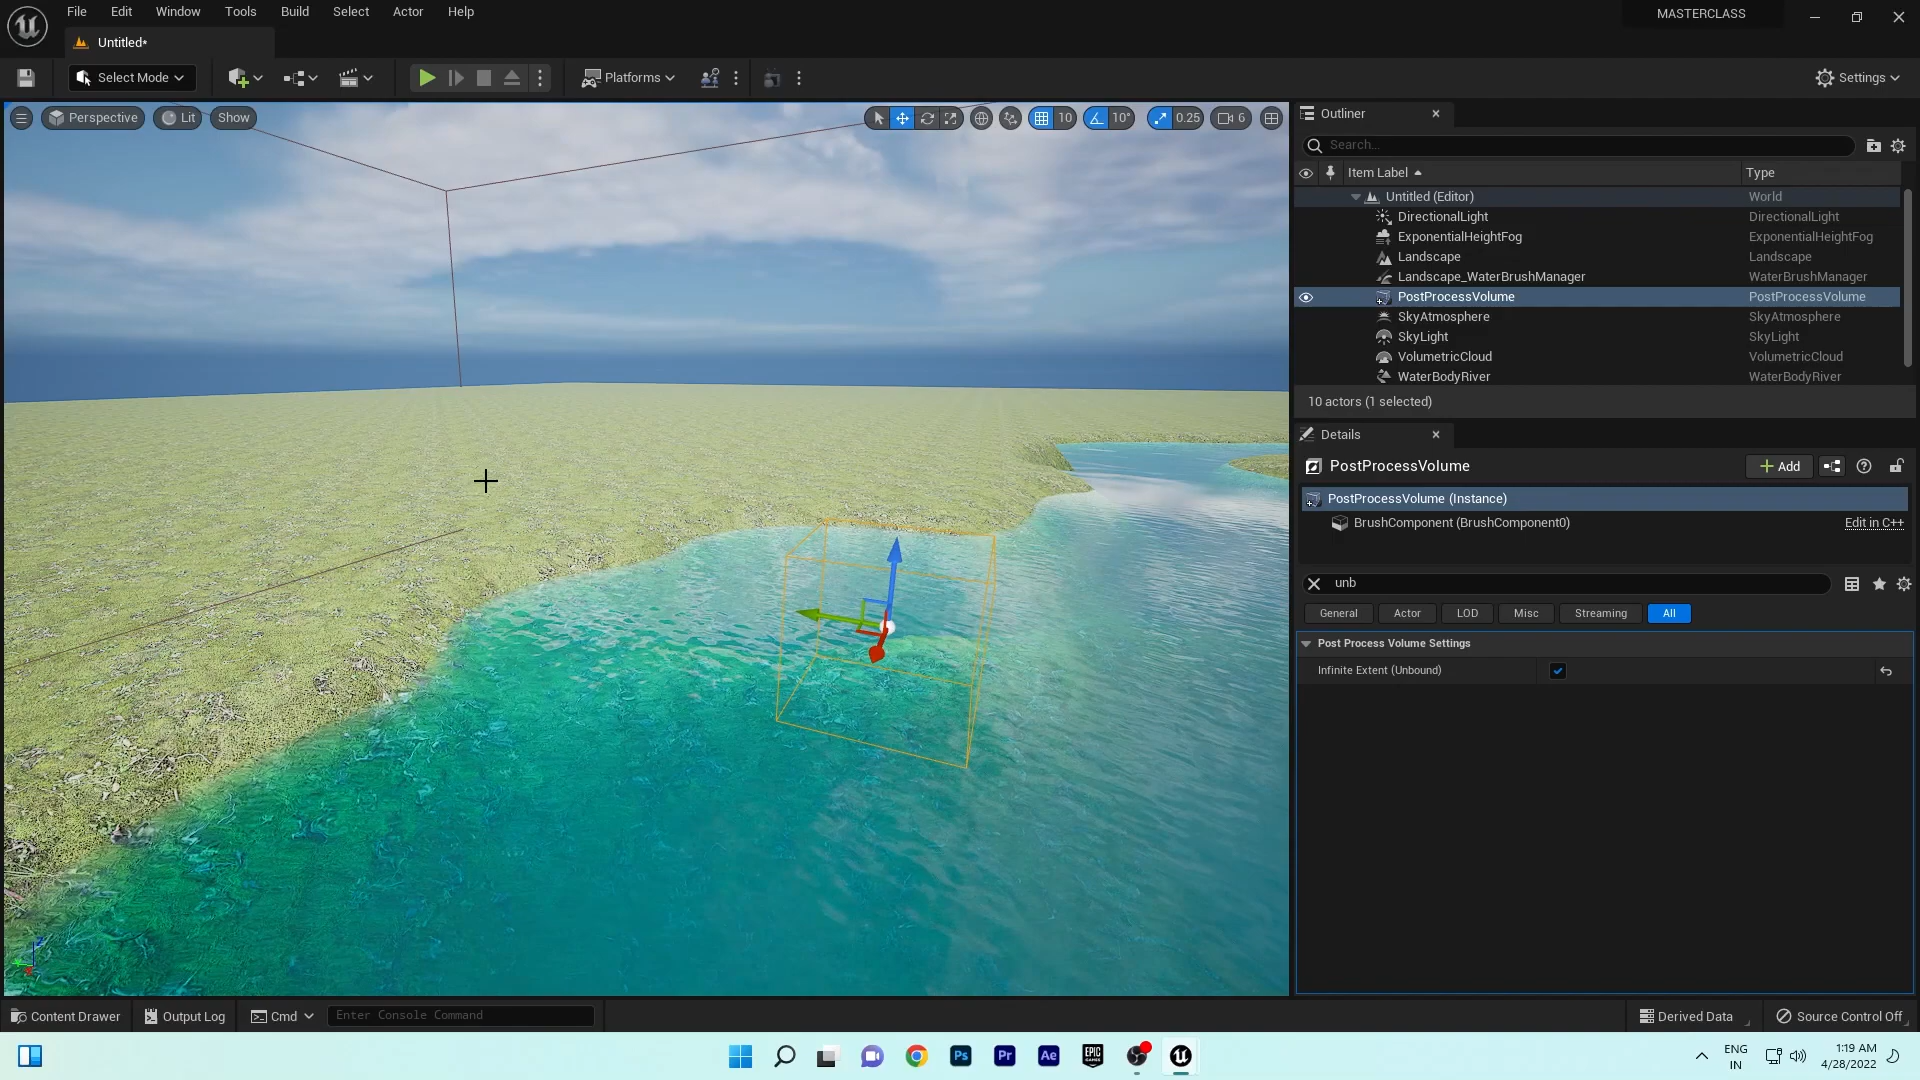 File Edit Window Tools Build Select Actor Help
MASTERCLASS
Untitled*
Select Mode
Platforms
Settings
Perspective Lit Show
10 10° 0.25 6
Outliner
Search...
Item Label Type
Untitled (Editor) World
DirectionalLight DirectionalLight
ExponentialHeightFog ExponentialHeightFog
Landscape Landscape
Landscape_WaterBrushManager WaterBrushManager
PostProcessVolume PostProcessVolume
SkyAtmosphere SkyAtmosphere
SkyLight SkyLight
VolumetricCloud VolumetricCloud
WaterBodyRiver WaterBodyRiver
10 actors (1 selected)
Details
PostProcessVolume
Add
PostProcessVolume (Instance)
BrushComponent (BrushComponent0) Edit in C++
unb
General Actor LOD Misc Streaming All
Post Process Volume Settings
Infinite Extent (Unbound)
Content Drawer Output Log Cmd Enter Console Command Derived Data Source Control Off
Ps Pr Ae EPIC GAMES
ENG
IN
1:19 AM
4/28/2022